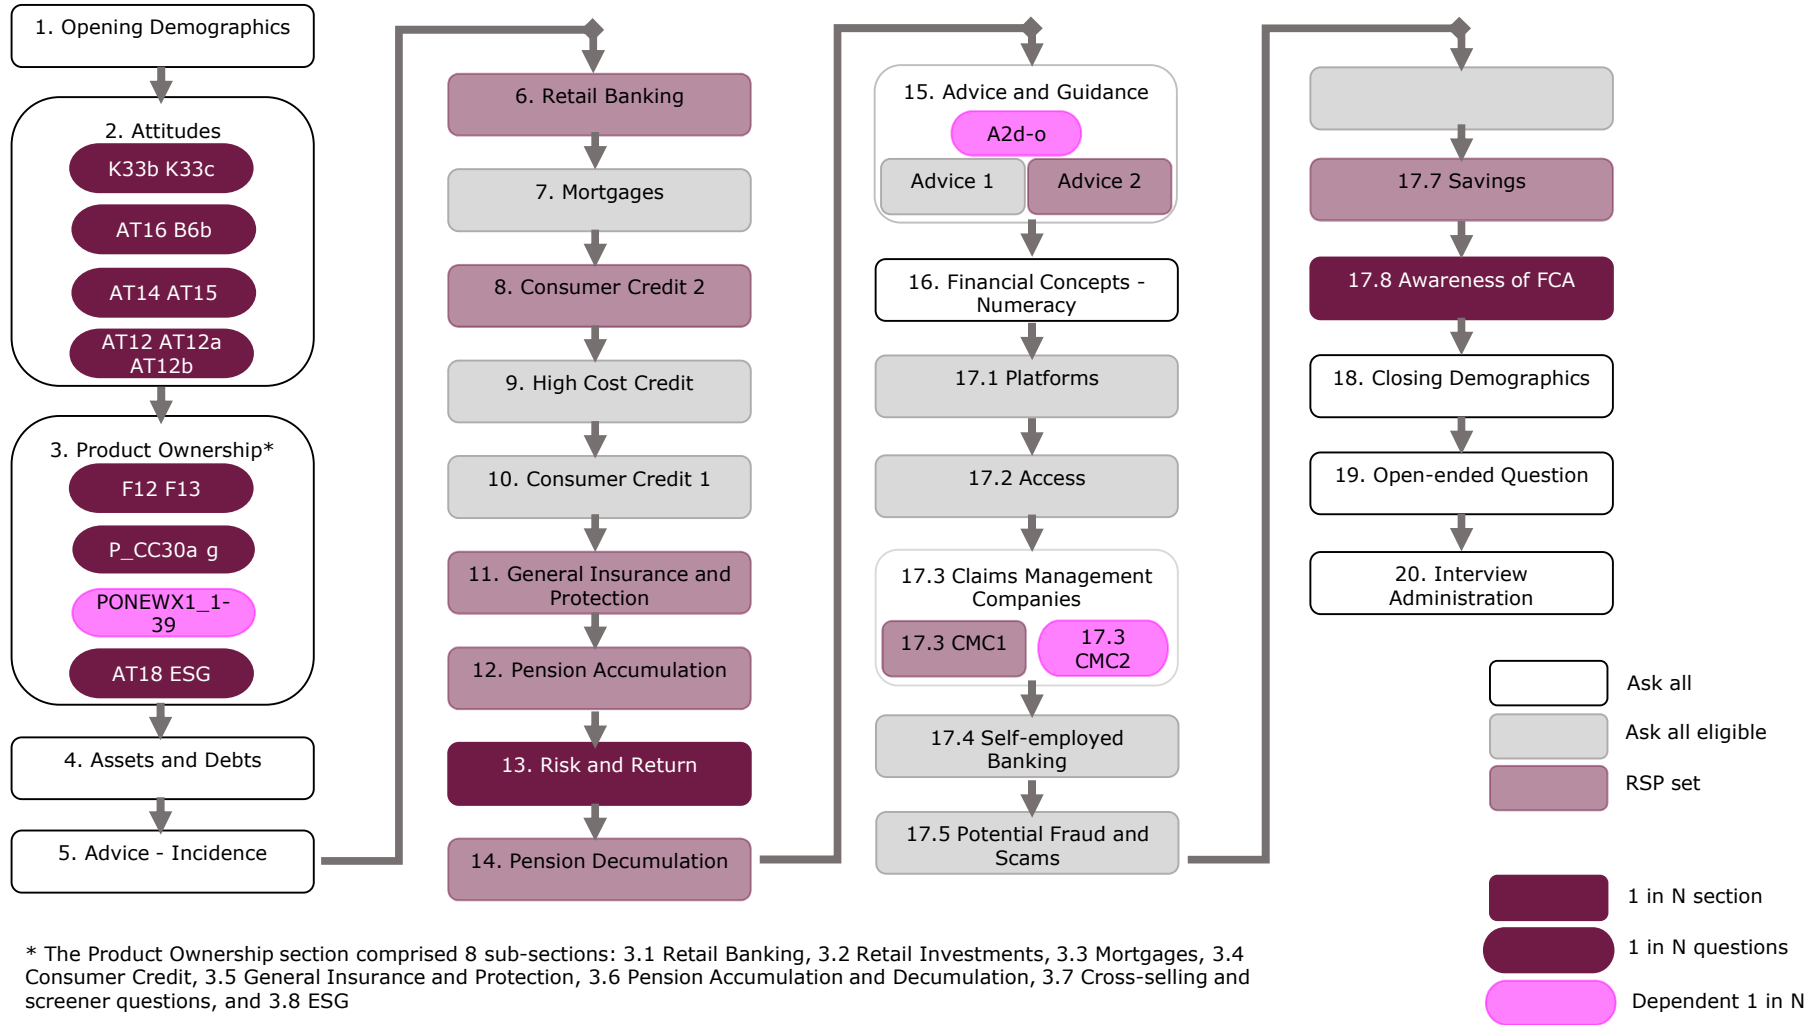 1. Opening Demographics
2. Attitudes
K33b K33c
AT16 B6b
AT14 AT15
AT12 AT12a
AT12b
3. Product Ownership*
F12 F13
P_CC30a g
PONEWX1_1-
39
AT18 ESG
4. Assets and Debts
5. Advice - Incidence
6. Retail Banking
7. Mortgages
8. Consumer Credit 2
9. High Cost Credit
10. Consumer Credit 1
11. General Insurance and
Protection
12. Pension Accumulation
13. Risk and Return
14. Pension Decumulation
15. Advice and Guidance
A2d-o
Advice 1
Advice 2
16. Financial Concepts -
Numeracy
17.1 Platforms
17.2 Access
17.3 Claims Management
Companies
17.3 CMC1
17.3
CMC2
17.4 Self-employed
Banking
17.5 Potential Fraud and
Scams
17.7 Savings
17.8 Awareness of FCA
18. Closing Demographics
19. Open-ended Question
20. Interview
Administration
Ask all
Ask all eligible
RSP set
1 in N section
1 in N questions
Dependent 1 in N
* The Product Ownership section comprised 8 sub-sections: 3.1 Retail Banking, 3.2 Retail Investments, 3.3 Mortgages, 3.4
Consumer Credit, 3.5 General Insurance and Protection, 3.6 Pension Accumulation and Decumulation, 3.7 Cross-selling and
screener questions, and 3.8 ESG